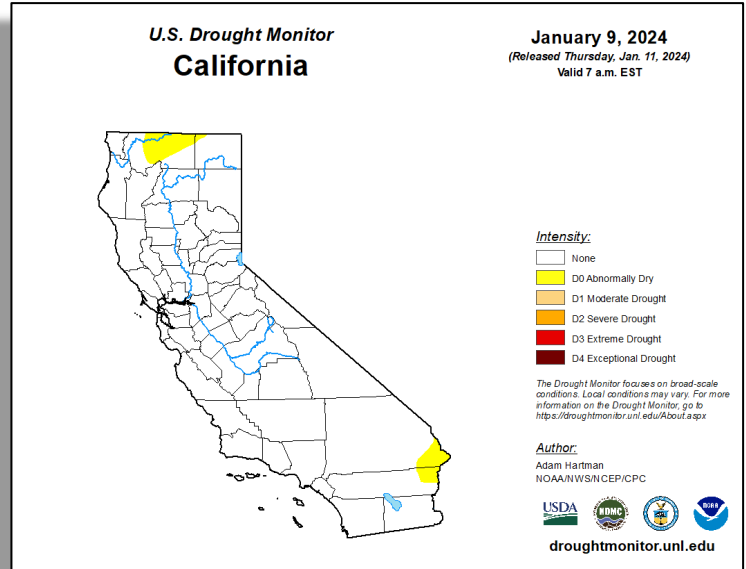 U.S. Drought Monitor
California
January 9, 2024
(Released Thursday, Jan. 11, 2024)
Valid 7 a.m. EST
Intensity:
None
D0 Abnormally Dry
D1 Moderate Drought
D2 Severe Drought
D3 Extreme Drought
D4 Exceptional Drought
The Drought Monitor focuses on broad-scale
conditions. Local conditions may vary. For more
information on the Drought Monitor, go to
https://droughtmonitor.unl.edu/About.aspx
Author:
Adam Hartman
NOAA/NWS/NCEP/CPC
USDA
NDMC
NOAA
droughtmonitor.unl.edu